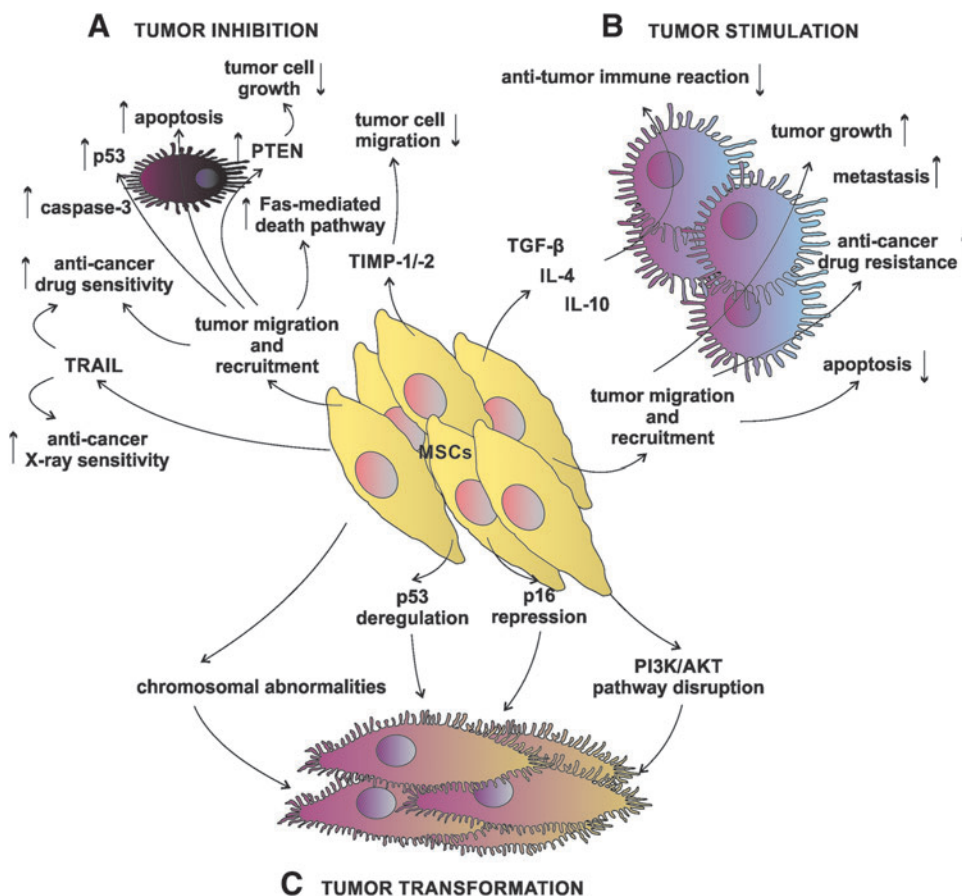 A TUMOR INHIBITION
tumor cell
growth ↓
↑ apoptosis
↑ p53
↑ PTEN
tumor cell
migration ↓
↑ caspase-3
↑ Fas-mediated
death pathway
↑ anti-cancer
drug sensitivity
TIMP-1/-2
tumor migration
and
recruitment
TRAIL
↑ anti-cancer
X-ray sensitivity
B TUMOR STIMULATION
anti-tumor immune reaction ↓
tumor growth ↑
metastasis ↑
anti-cancer
drug resistance
TGF-β
IL-4
IL-10
apoptosis ↓
tumor migration
and
recruitment
MSCs
p53
deregulation
p16
repression
chromosomal abnormalities
PI3K/AKT
pathway disruption
C TUMOR TRANSFORMATION